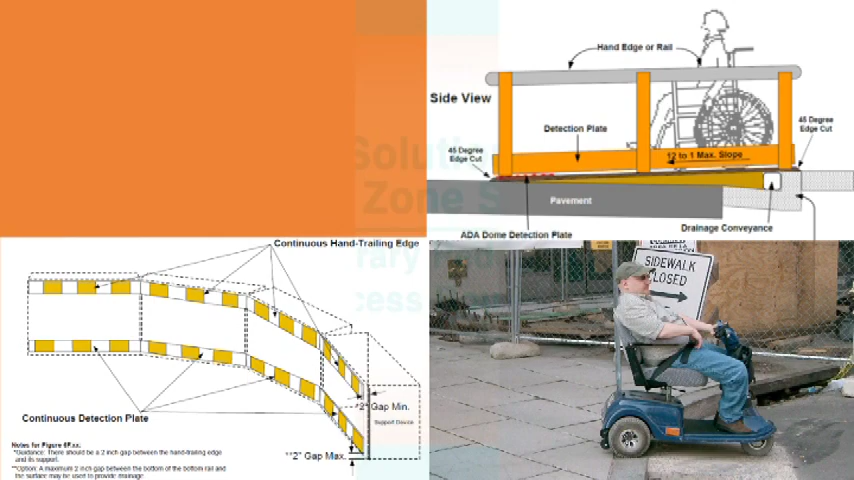 Hand Edge or Rail
Side View
45 Degree
Edge Cut
Detection Plate
45 Degree
Edge Cut
12 to 1 Max. Slope
Pavement
ADA Dome Detection Plate
Drainage Conveyance
Continuous Hand-Trailing Edge
2" Gap Min.
Support Device
Continuous Detection Plate
**2" Gap Max.
Notes for Figure 6F.xx:
*Guidance: There should be a 2 inch gap between the hand-trailing edge
and its support.
**Option: A maximum 2 inch gap between the bottom of the bottom rail and
the surface may be used to provide drainage.
SIDEWALK
CLOSED
Solu
Zone S